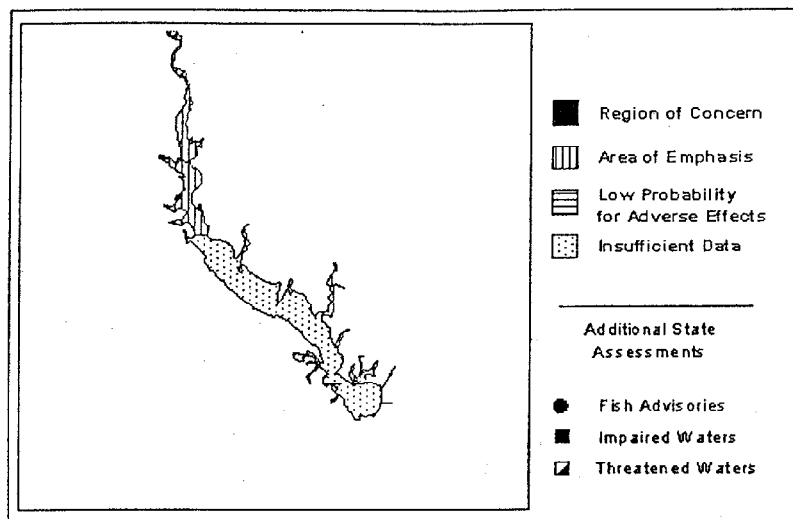 Region of Concern
Area of Emphasis
Low Probability
for Adverse Effects
Insufficient Data
Additional State
Assessments
Fish Advisories
Impaired Waters
Threatened Waters